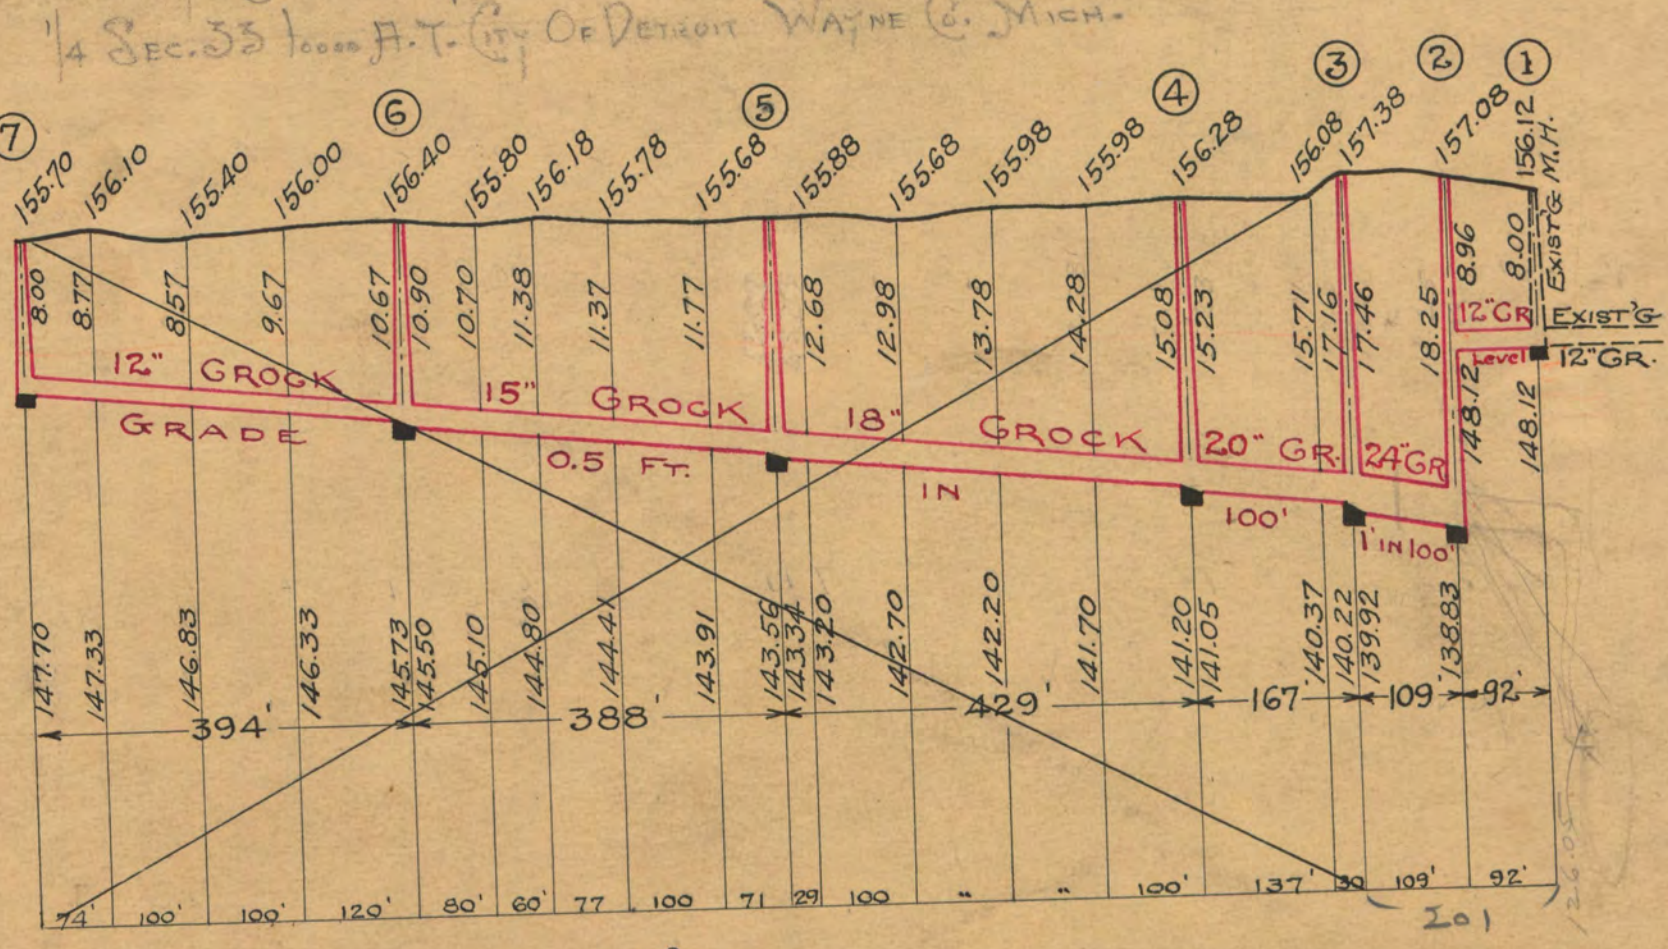 1/4 SEC. 33 10000 A.T. CITY OF DETROIT WAYNE CO. MICH.
7 6 5 4 3 2 1
155.70 156.10 155.40 156.00 156.40 155.80 156.18 155.78 155.68 155.88 155.68 155.98 155.98 156.28 156.08 157.38 157.08 156.12
EXIST'G M.H.
8.00 8.77 8.57 9.67 10.67 10.90 10.70 11.38 11.37 11.77 12.68 12.98 13.78 14.28 15.08 15.23 15.71 17.16 17.46 18.25 8.96 8.00
12" GR EXIST'G
Level 12" GR.
12" GROCK 15" GROCK 18" GROCK 20" GR. 24" GR
GRADE 0.5 FT. IN 100' 1' IN 100'
148.12 148.12
147.70 147.33 146.83 146.33 145.73 145.50 145.10 144.80 144.41 143.91 143.56 143.34 143.20 142.70 142.20 141.70 141.20 141.05 140.37 140.22 139.92 138.83
394' 388' 429' 167 109' 92'
74' 100' 100' 120' 80' 60' 77 100 71 29 100 " " 100' 137' 30 109' 92'
201
126.05